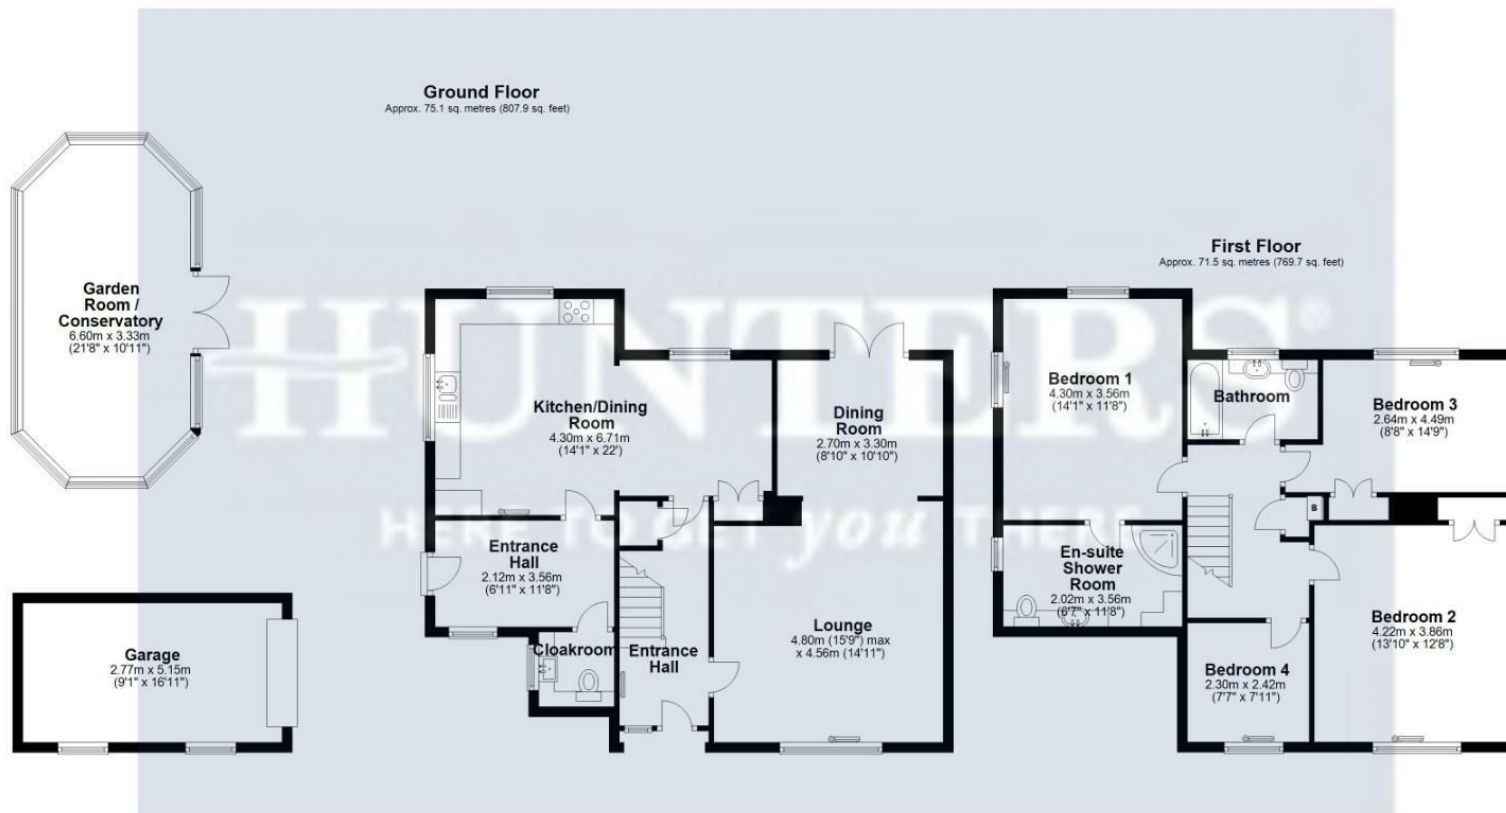 Ground Floor
Approx. 75.1 sq. metres (807.9 sq. feet)
Garden
Room /
Conservatory
6.60m x 3.33m
(21'8" x 10'11")
Kitchen/Dining
Room
4.30m x 6.71m
(14'1" x 22')
Dining
Room
2.70m x 3.30m
(8'10" x 10'10")
Entrance
Hall
2.12m x 3.56m
(6'11" x 11'8")
Lounge
4.80m (15'9") max
x 4.56m (14'11")
Cloakroom
Entrance
Hall
Garage
2.77m x 5.15m
(9'1" x 16'11")
First Floor
Approx. 71.5 sq. metres (769.7 sq. feet)
Bedroom 1
4.30m x 3.56m
(14'1" x 11'8")
Bathroom
Bedroom 3
2.64m x 4.49m
(8'8" x 14'9")
B
En-suite
Shower
Room
2.02m x 3.56m
(6'7" x 11'8")
Bedroom 2
4.22m x 3.86m
(13'10" x 12'8")
Bedroom 4
2.30m x 2.42m
(7'7" x 7'11")
HUNTERS®
HERE TO GET you THERE